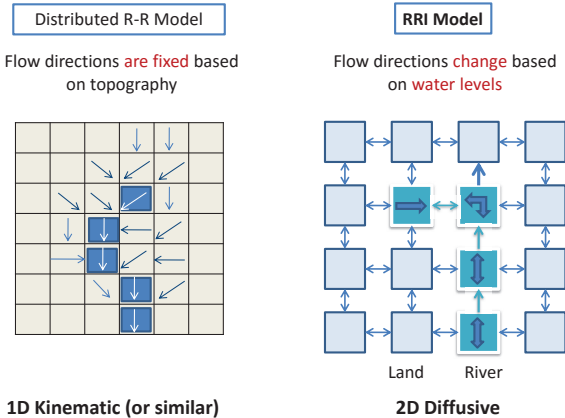 Distributed R-R Model
Flow directions are fixed based
on topography
1D Kinematic (or similar)
RRI Model
Flow directions change based
on water levels
Land
River
2D Diffusive